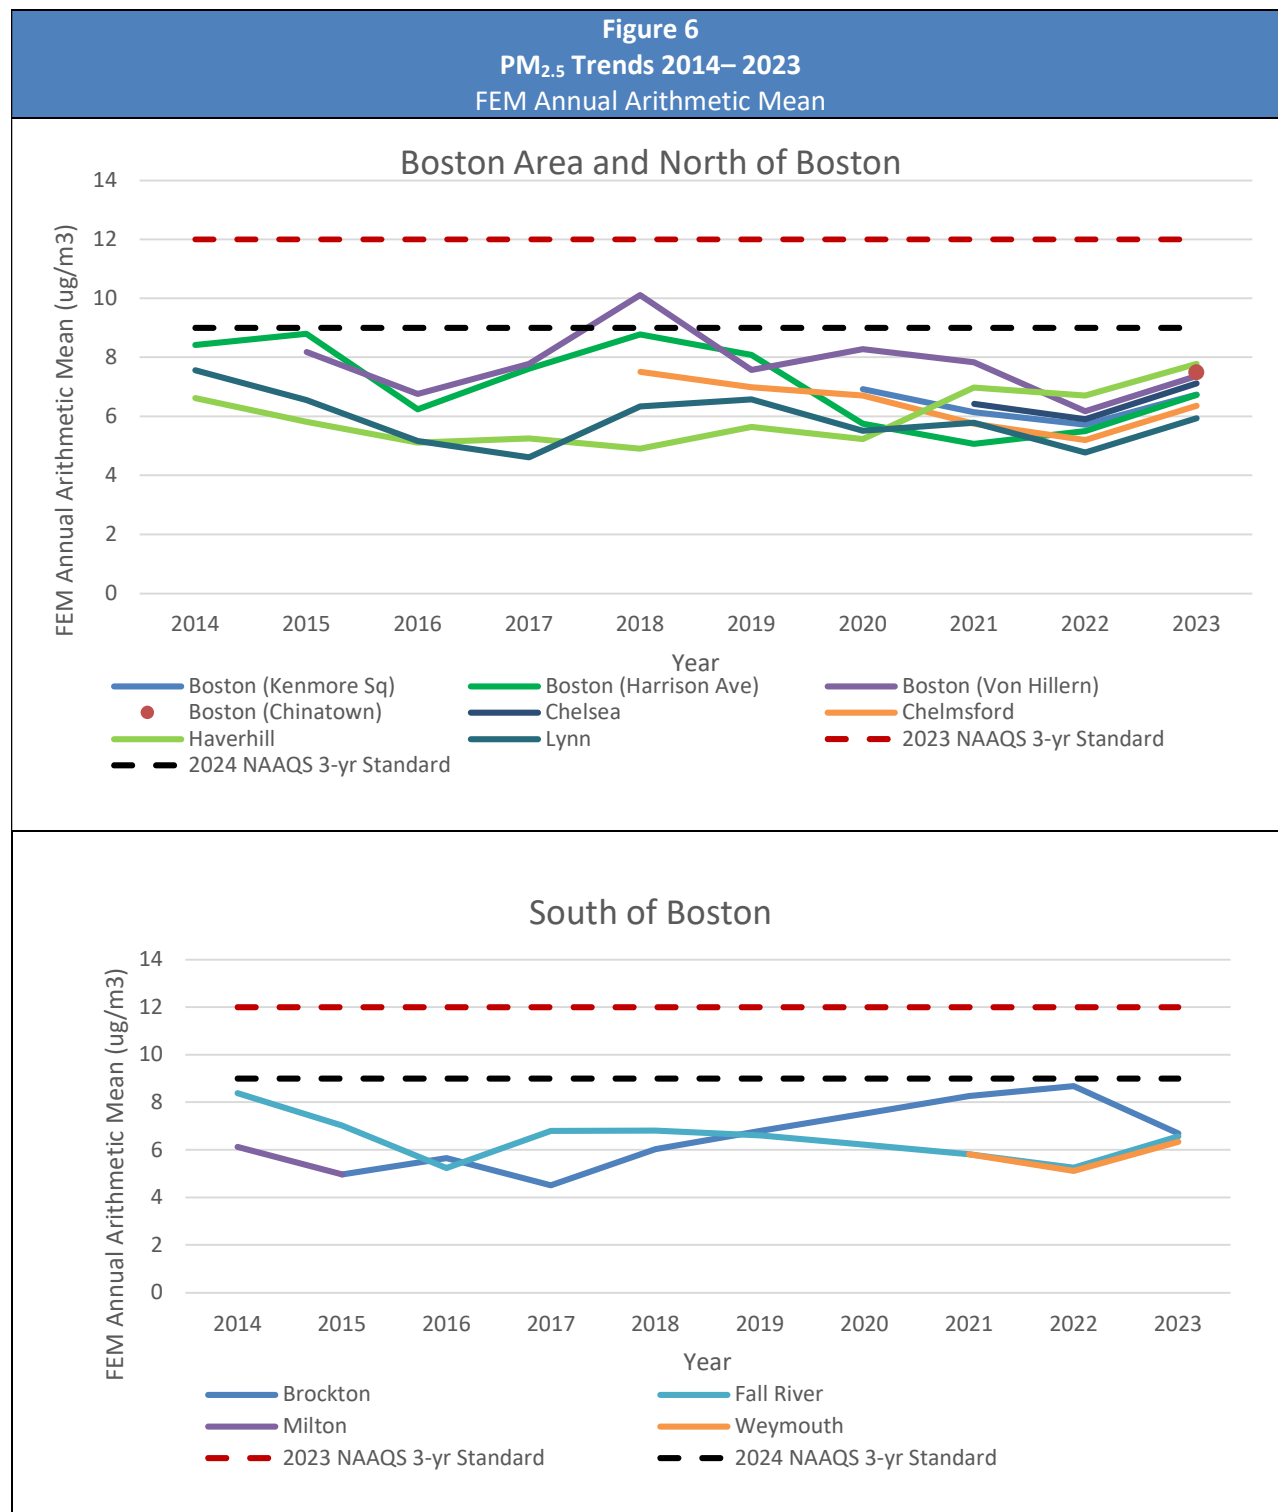 Figure 6
PM2.5 Trends 2014– 2023
FEM Annual Arithmetic Mean
Boston Area and North of Boston
FEM Annual Arithmetic Mean (ug/m3)
14
12
10
8
6
4
2
0
2014 2015 2016 2017 2018 2019 2020 2021 2022 2023
Year
Boston (Kenmore Sq) Boston (Harrison Ave) Boston (Von Hillern)
Boston (Chinatown) Chelsea Chelmsford
Haverhill Lynn 2023 NAAQS 3-yr Standard
2024 NAAQS 3-yr Standard
South of Boston
FEM Annual Arithmetic Mean (ug/m3)
14
12
10
8
6
4
2
0
2014 2015 2016 2017 2018 2019 2020 2021 2022 2023
Year
Brockton Fall River
Milton Weymouth
2023 NAAQS 3-yr Standard 2024 NAAQS 3-yr Standard